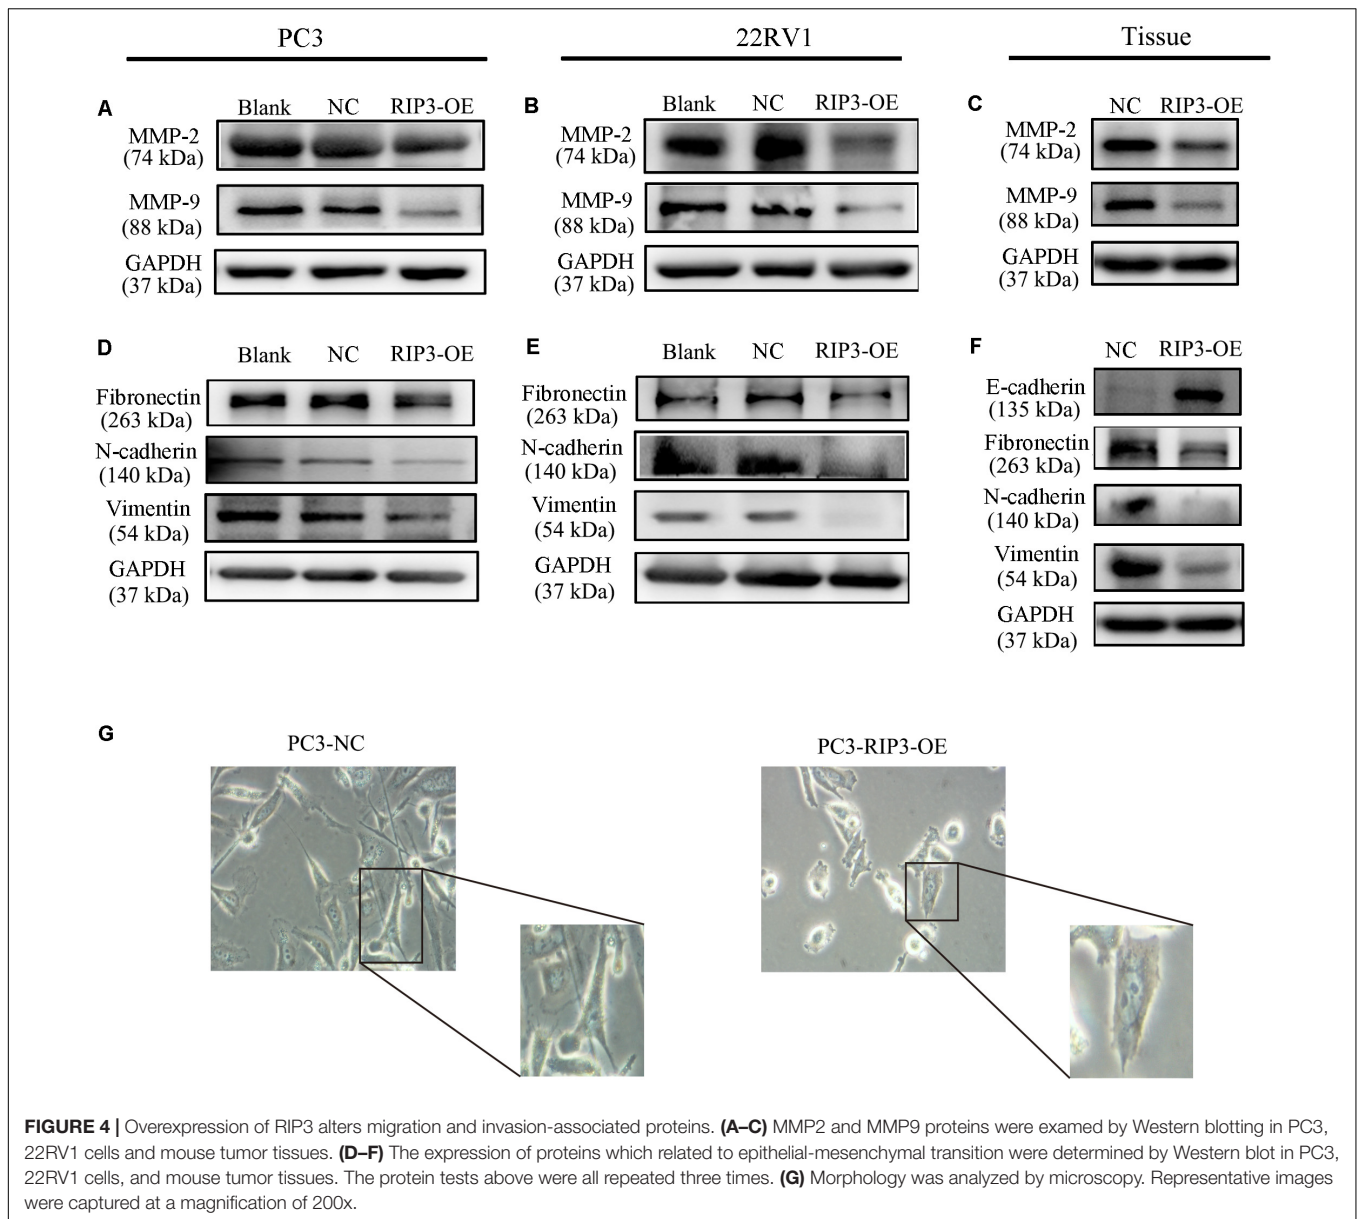 PC3
22RV1
Tissue
A
Blank NC RIP3-OE
MMP-2
(74 kDa)
MMP-9
(88 kDa)
GAPDH
(37 kDa)
B
Blank NC RIP3-OE
MMP-2
(74 kDa)
MMP-9
(88 kDa)
GAPDH
(37 kDa)
C
NC RIP3-OE
MMP-2
(74 kDa)
MMP-9
(88 kDa)
GAPDH
(37 kDa)
D
Blank NC RIP3-OE
Fibronectin
(263 kDa)
N-cadherin
(140 kDa)
Vimentin
(54 kDa)
GAPDH
(37 kDa)
E
Blank NC RIP3-OE
Fibronectin
(263 kDa)
N-cadherin
(140 kDa)
Vimentin
(54 kDa)
GAPDH
(37 kDa)
F
NC RIP3-OE
E-cadherin
(135 kDa)
Fibronectin
(263 kDa)
N-cadherin
(140 kDa)
Vimentin
(54 kDa)
GAPDH
(37 kDa)
G
PC3-NC
PC3-RIP3-OE
FIGURE 4 | Overexpression of RIP3 alters migration and invasion-associated proteins. (A–C) MMP2 and MMP9 proteins were examed by Western blotting in PC3,
22RV1 cells and mouse tumor tissues. (D–F) The expression of proteins which related to epithelial-mesenchymal transition were determined by Western blot in PC3,
22RV1 cells, and mouse tumor tissues. The protein tests above were all repeated three times. (G) Morphology was analyzed by microscopy. Representative images
were captured at a magnification of 200x.